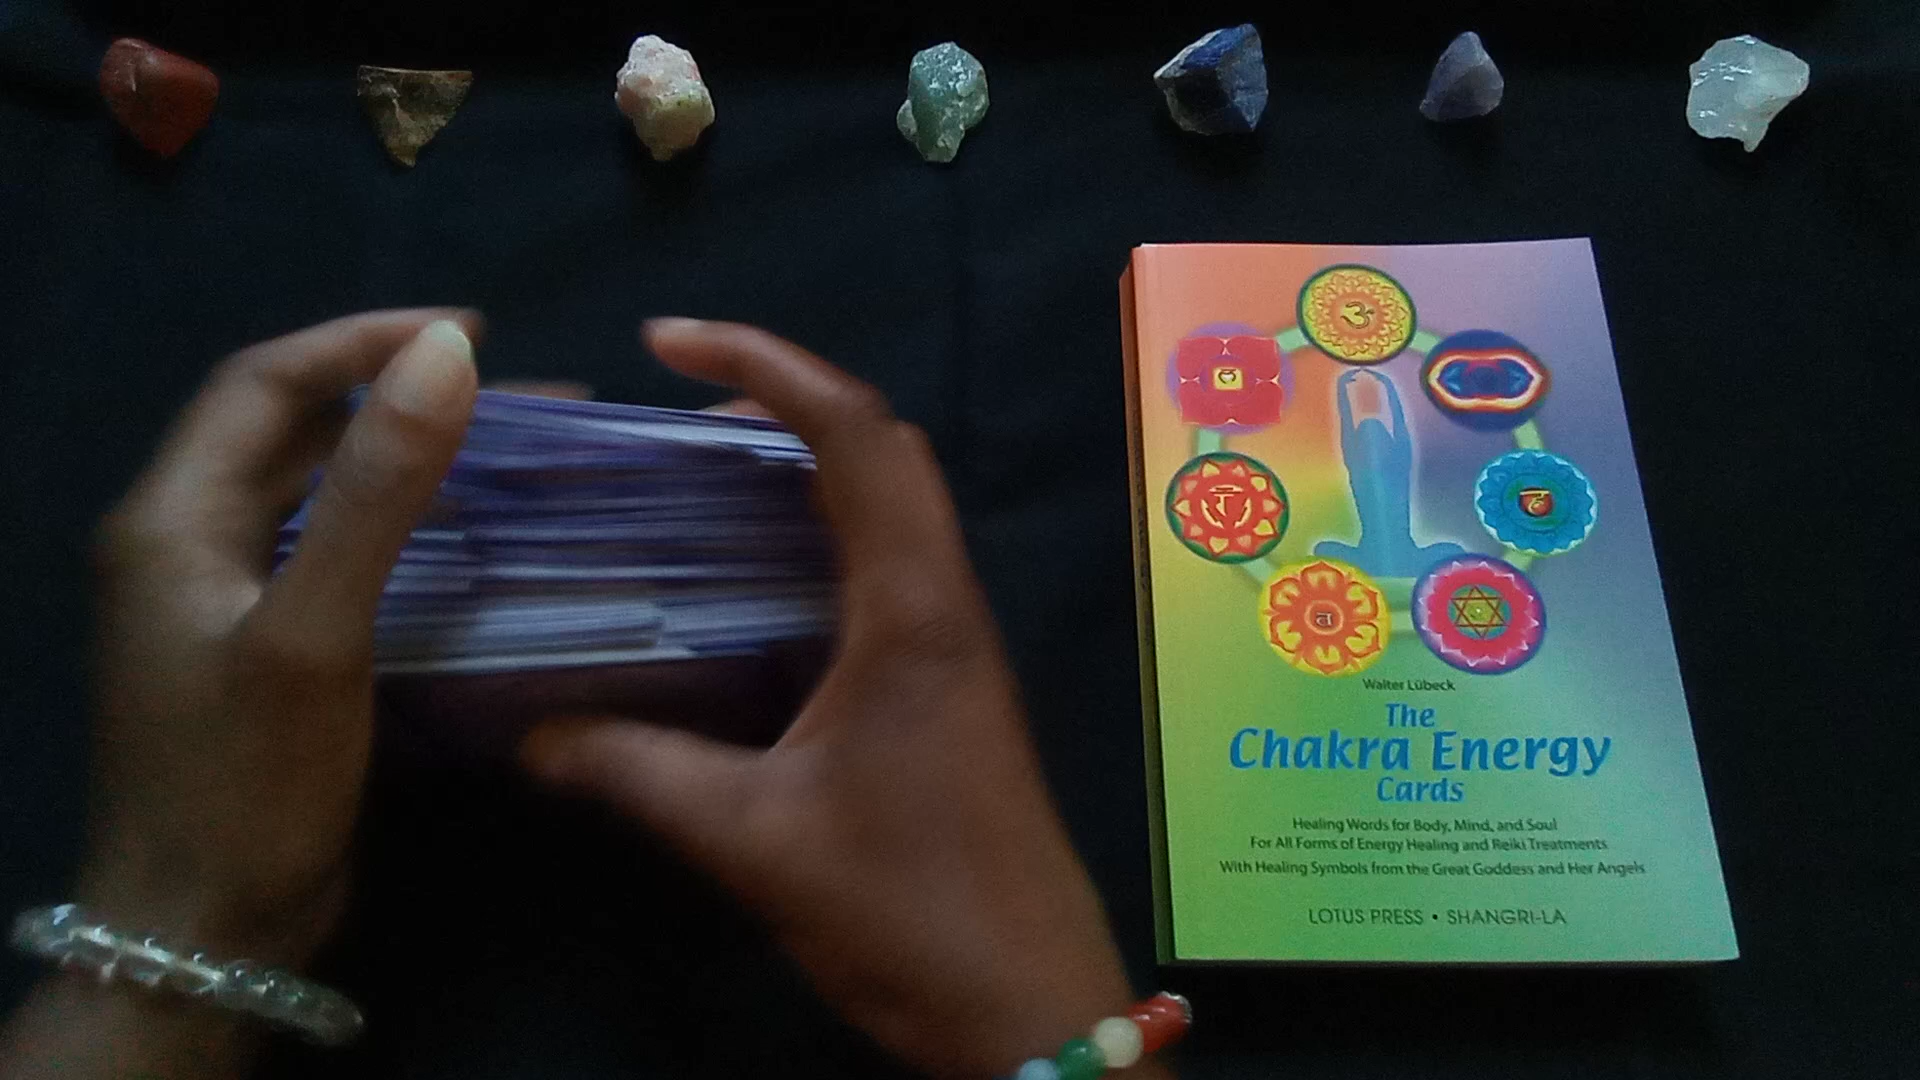 ॐ
लं
हं
रं
वं
Walter Lübeck
The
Chakra Energy
Cards
Healing Words for Body, Mind, and Soul
For All Forms of Energy Healing and Reiki Treatments
With Healing Symbols from the Great Goddess and Her Angels
LOTUS PRESS • SHANGRI-LA